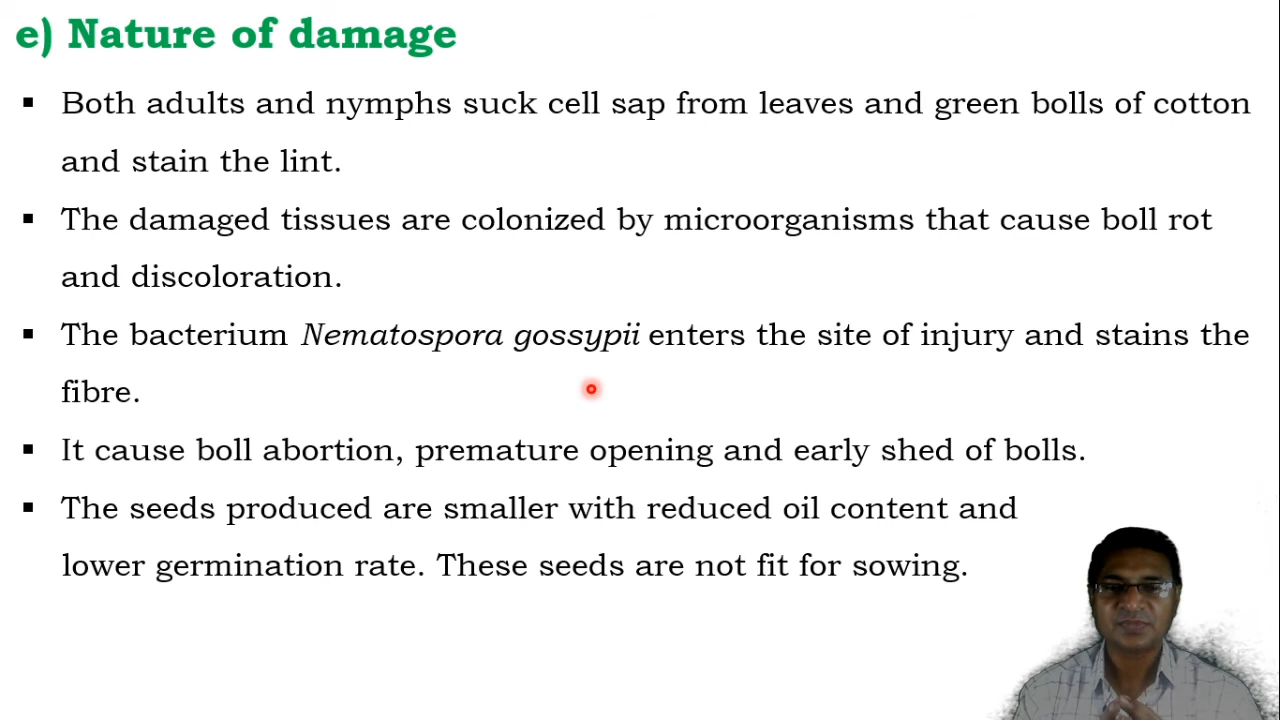 e) Nature of damage
▪ Both adults and nymphs suck cell sap from leaves and green bolls of cotton
and stain the lint.
▪ The damaged tissues are colonized by microorganisms that cause boll rot
and discoloration.
▪ The bacterium Nematospora gossypii enters the site of injury and stains the
fibre.
▪ It cause boll abortion, premature opening and early shed of bolls.
▪ The seeds produced are smaller with reduced oil content and
lower germination rate. These seeds are not fit for sowing.